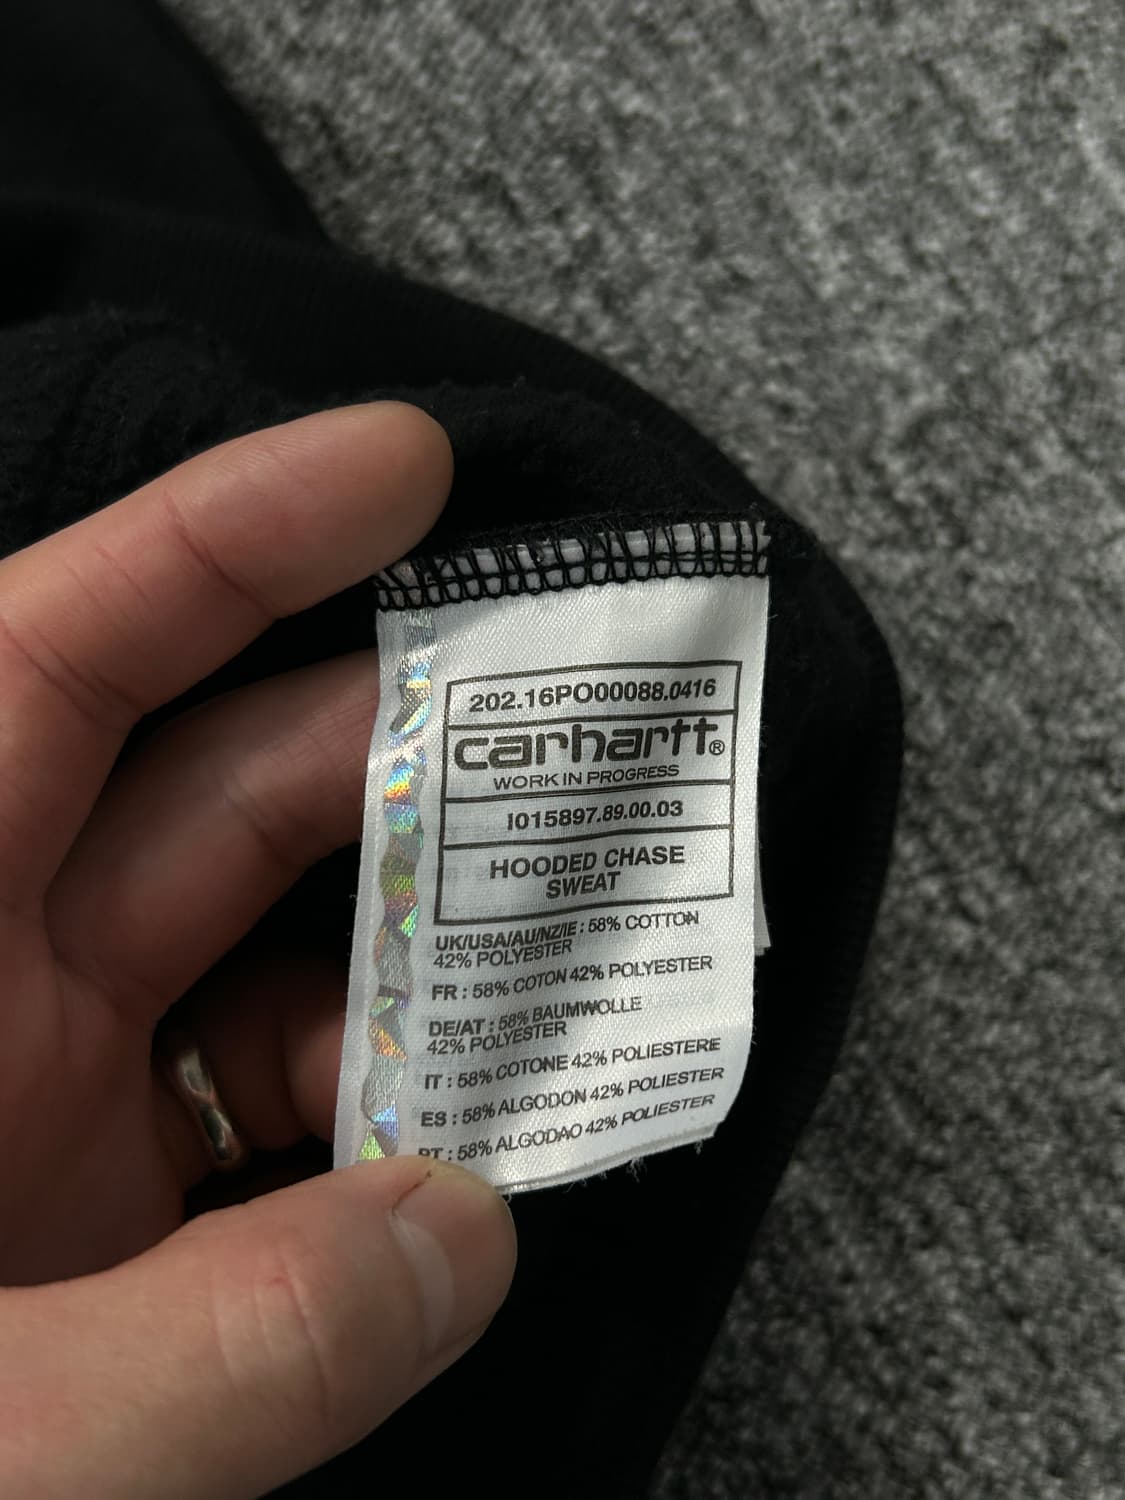 202.16PO00088.0416
carhartt®
WORK IN PROGRESS
I015897.89.00.03
HOODED CHASE
SWEAT
UK/USA/AU/NZ/IE : 58% COTTON
42% POLYESTER
FR : 58% COTON 42% POLYESTER
DE/AT : 58% BAUMWOLLE
42% POLYESTER
IT : 58% COTONE 42% POLIESTERE
ES : 58% ALGODON 42% POLIESTER
PT : 58% ALGODAO 42% POLIESTER